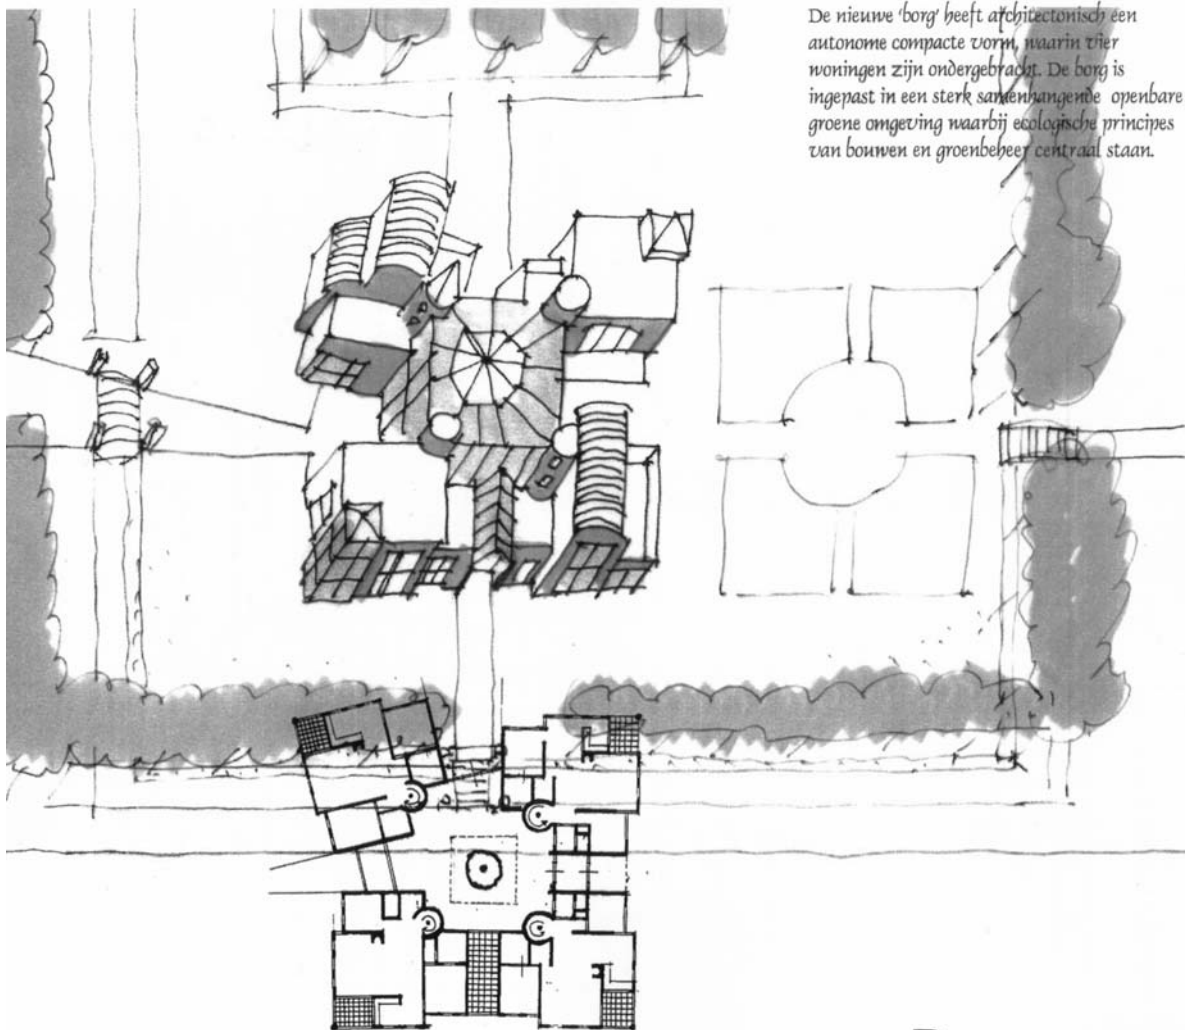 De nieuwe 'borg' heeft architectonisch een
autonome compacte vorm, waarin vier
woningen zijn ondergebracht. De borg is
ingepast in een sterk samenhangende openbare
groene omgeving waarbij ecologische principes
van bouwen en groenbeheer centraal staan.